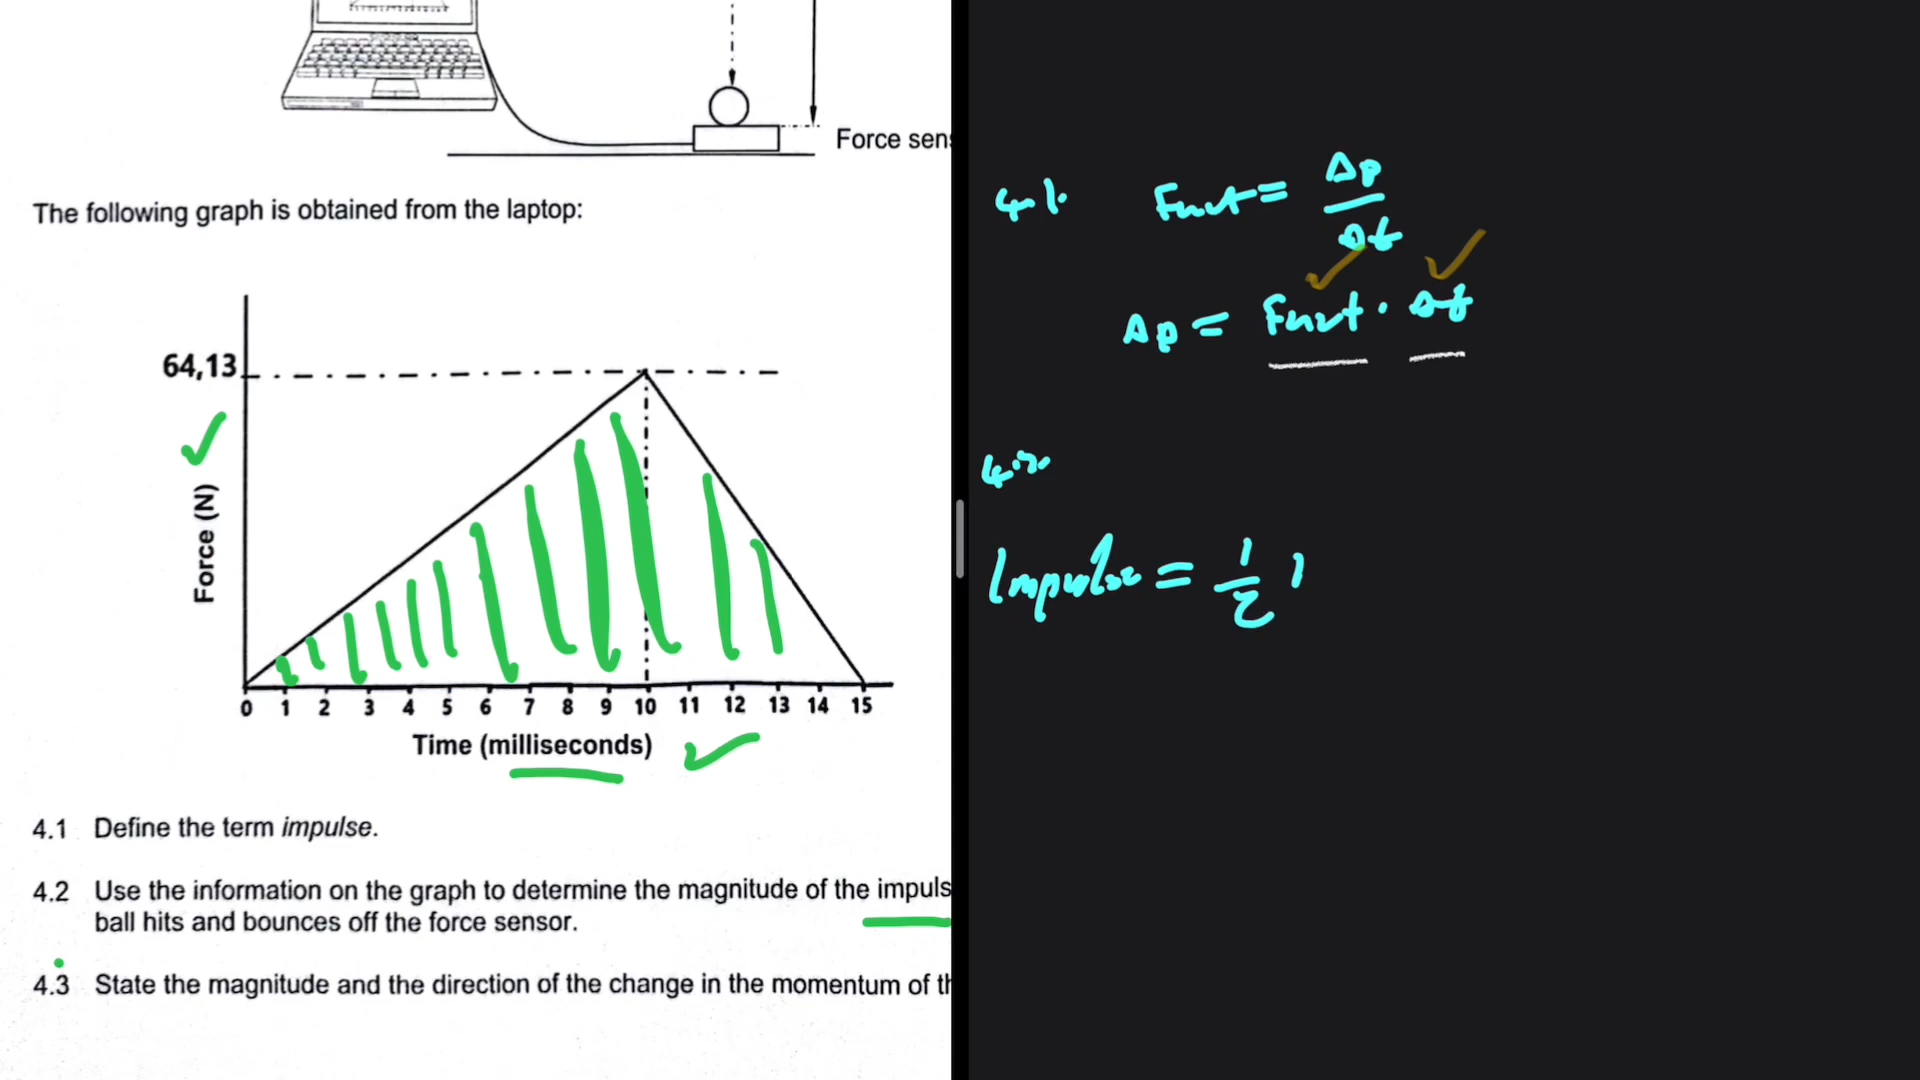 Force sens
The following graph is obtained from the laptop:
64,13
Force (N)
0 1 2 3 4 5 6 7 8 9 10 11 12 13 14 15
Time (milliseconds)
4.1 Define the term impulse.
4.2 Use the information on the graph to determine the magnitude of the impuls
ball hits and bounces off the force sensor.
4.3 State the magnitude and the direction of the change in the momentum of th
4.1. Fnet = Δp / Δt
Δp = Fnet · Δt
4.2
Impulse = 1/2